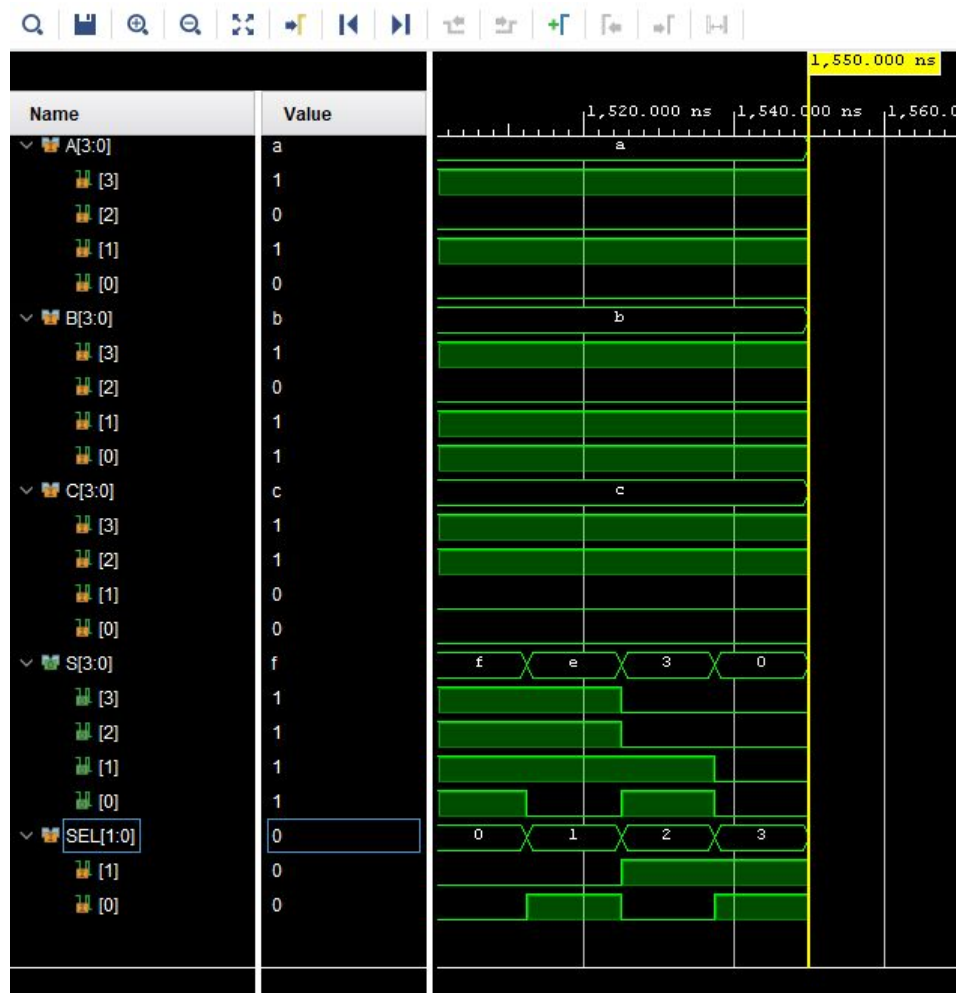 1,550.000 ns
Name Value 1,520.000 ns 1,540.000 ns 1,560.0
A[3:0] a a
[3] 1
[2] 0
[1] 1
[0] 0
B[3:0] b b
[3] 1
[2] 0
[1] 1
[0] 1
C[3:0] c c
[3] 1
[2] 1
[1] 0
[0] 0
S[3:0] f f e 3 0
[3] 1
[2] 1
[1] 1
[0] 1
SEL[1:0] 0 0 1 2 3
[1] 0
[0] 0